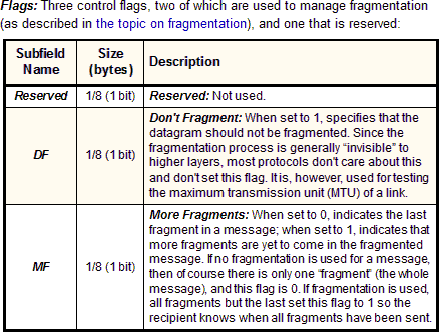 Flags: Three control flags, two of which are used to manage fragmentation
(as described in the topic on fragmentation), and one that is reserved:
Subfield Name Size (bytes) Description
Reserved 1/8 (1 bit) Reserved: Not used.
DF 1/8 (1 bit) Don't Fragment: When set to 1, specifies that the
datagram should not be fragmented. Since the
fragmentation process is generally "invisible" to
higher layers, most protocols don't care about this
and don't set this flag. It is, however, used for testing
the maximum transmission unit (MTU) of a link.
MF 1/8 (1 bit) More Fragments: When set to 0, indicates the last
fragment in a message; when set to 1, indicates that
more fragments are yet to come in the fragmented
message. If no fragmentation is used for a message,
then of course there is only one "fragment" (the whole
message), and this flag is 0. If fragmentation is used,
all fragments but the last set this flag to 1 so the
recipient knows when all fragments have been sent.